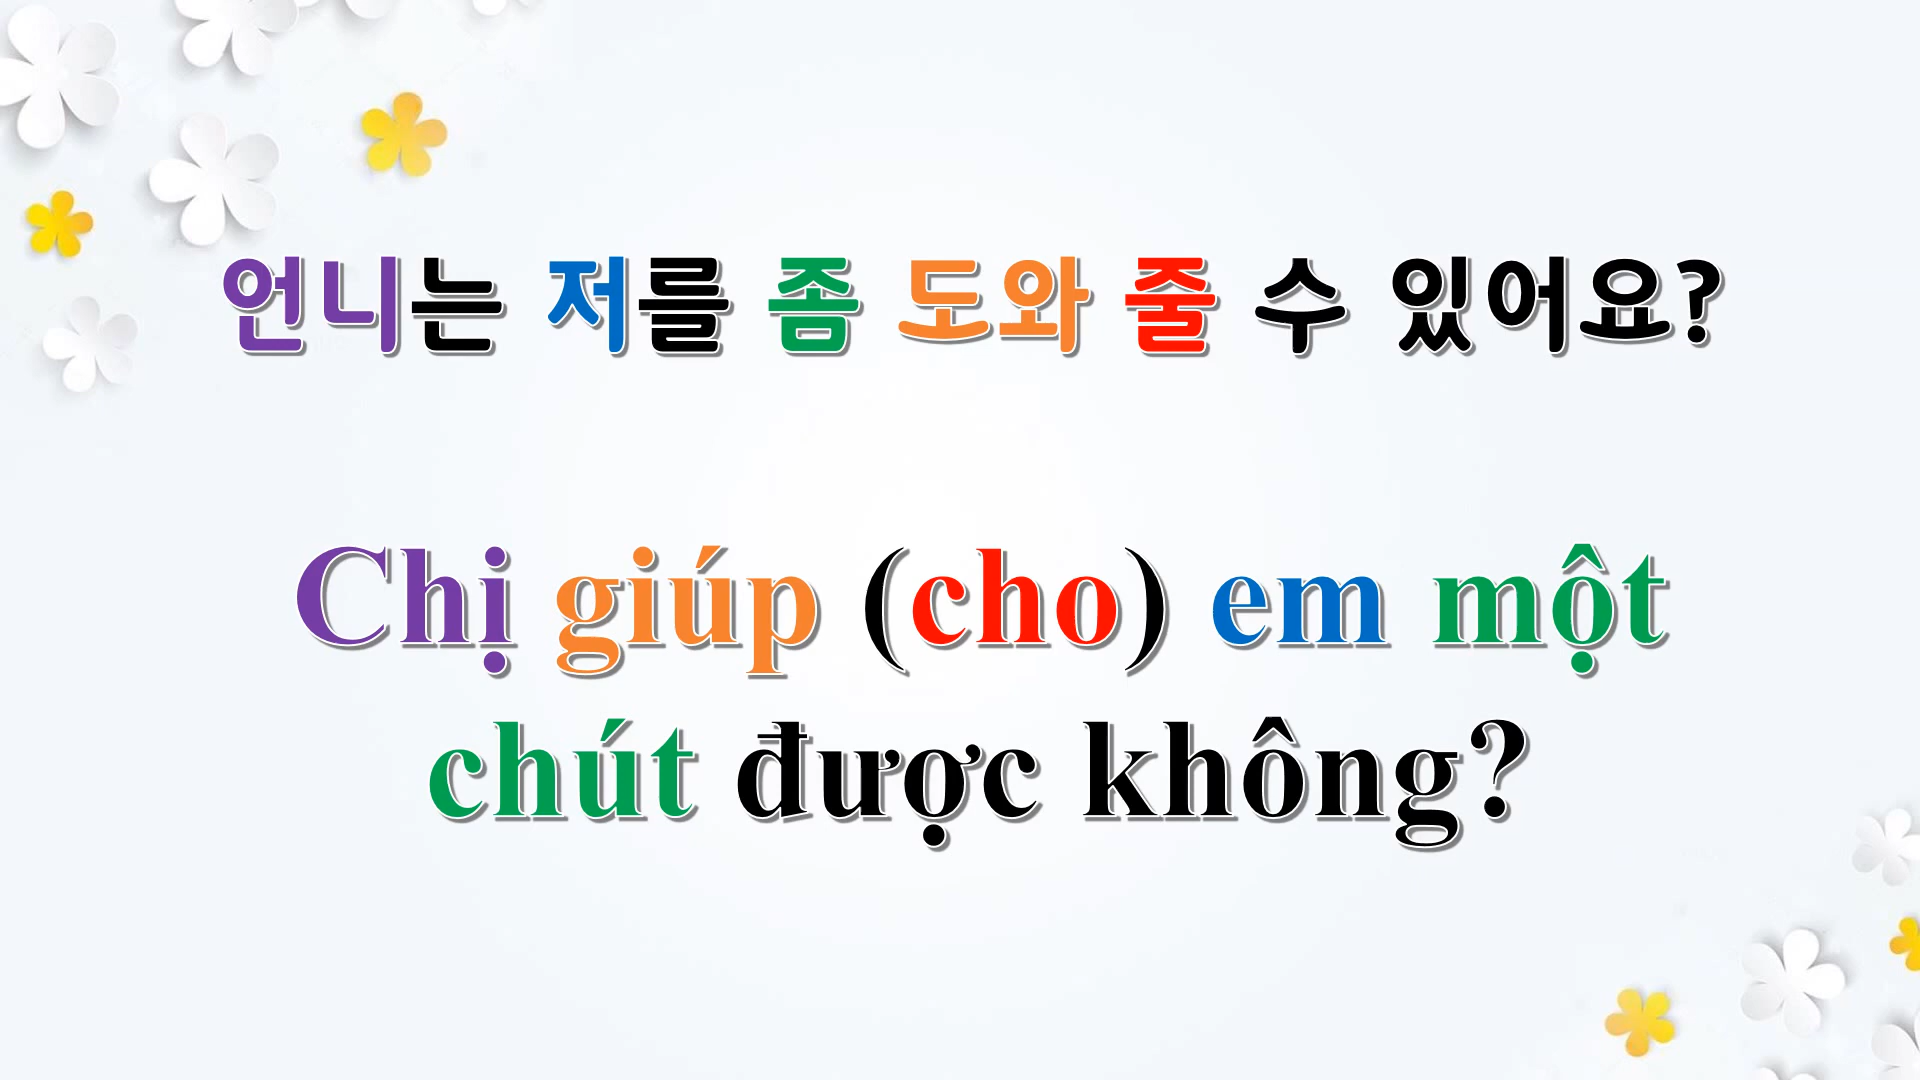 언니는 저를 좀 도와 줄 수 있어요?
Chị giúp (cho) em một
chút được không?